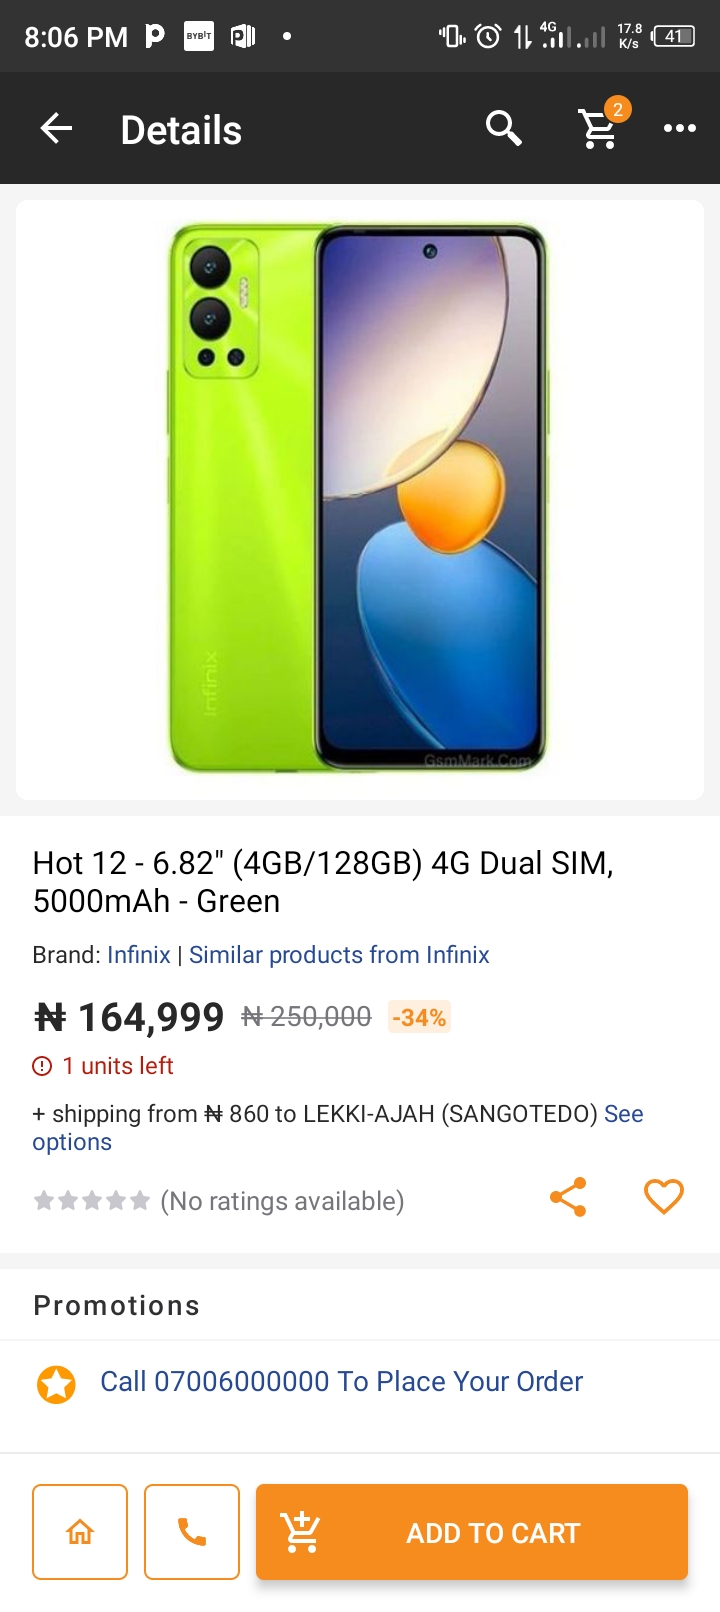 8:06 PM
BYBIT
4G
17.8
K/s
41
Details
2
Infinix
GsmMark.Com
Hot 12 - 6.82" (4GB/128GB) 4G Dual SIM,
5000mAh - Green
Brand: Infinix | Similar products from Infinix
₦ 164,999 ₦ 250,000 -34%
1 units left
+ shipping from ₦ 860 to LEKKI-AJAH (SANGOTEDO) See
options
(No ratings available)
Promotions
Call 07006000000 To Place Your Order
ADD TO CART